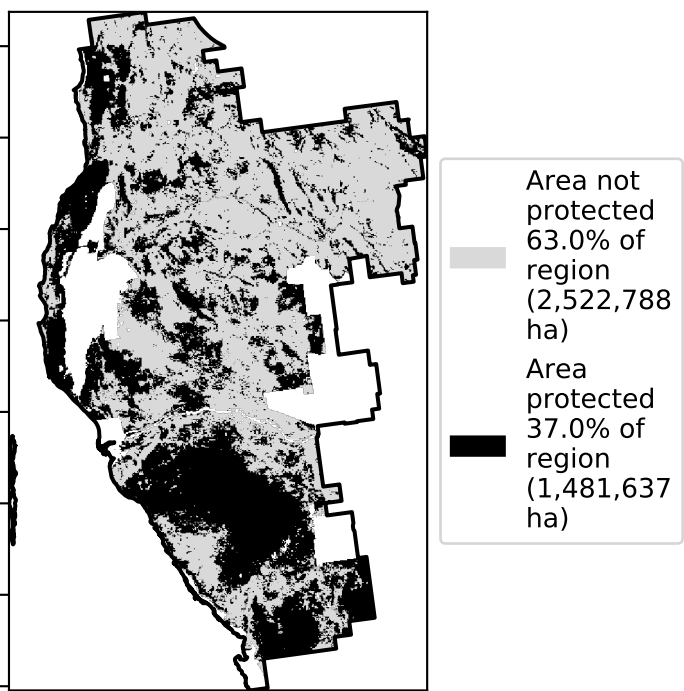 Area not
protected
63.0% of
region
(2,522,788
ha)
Area
protected
37.0% of
region
(1,481,637
ha)